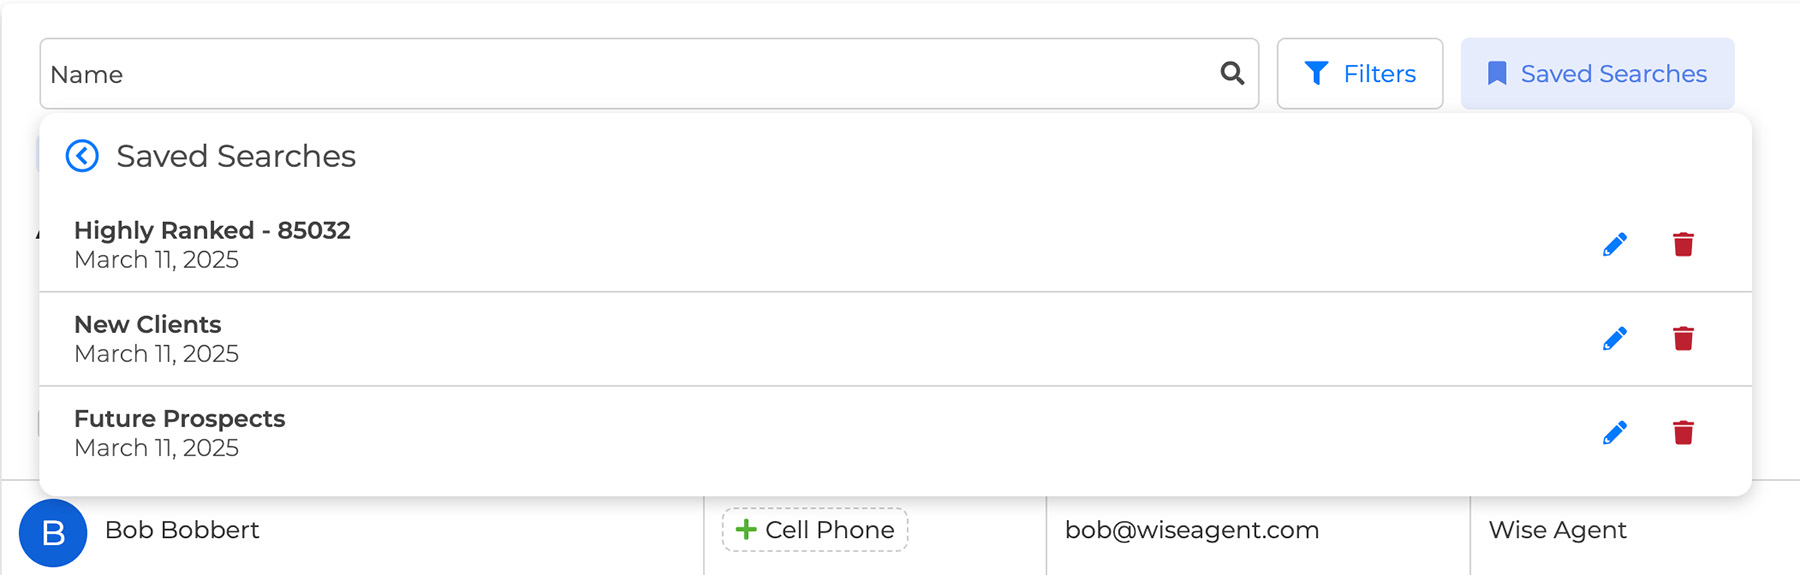 Name
Filters
Saved Searches
Saved Searches
Highly Ranked - 85032
March 11, 2025
New Clients
March 11, 2025
Future Prospects
March 11, 2025
B
Bob Bobbert
Cell Phone
bob@wiseagent.com
Wise Agent